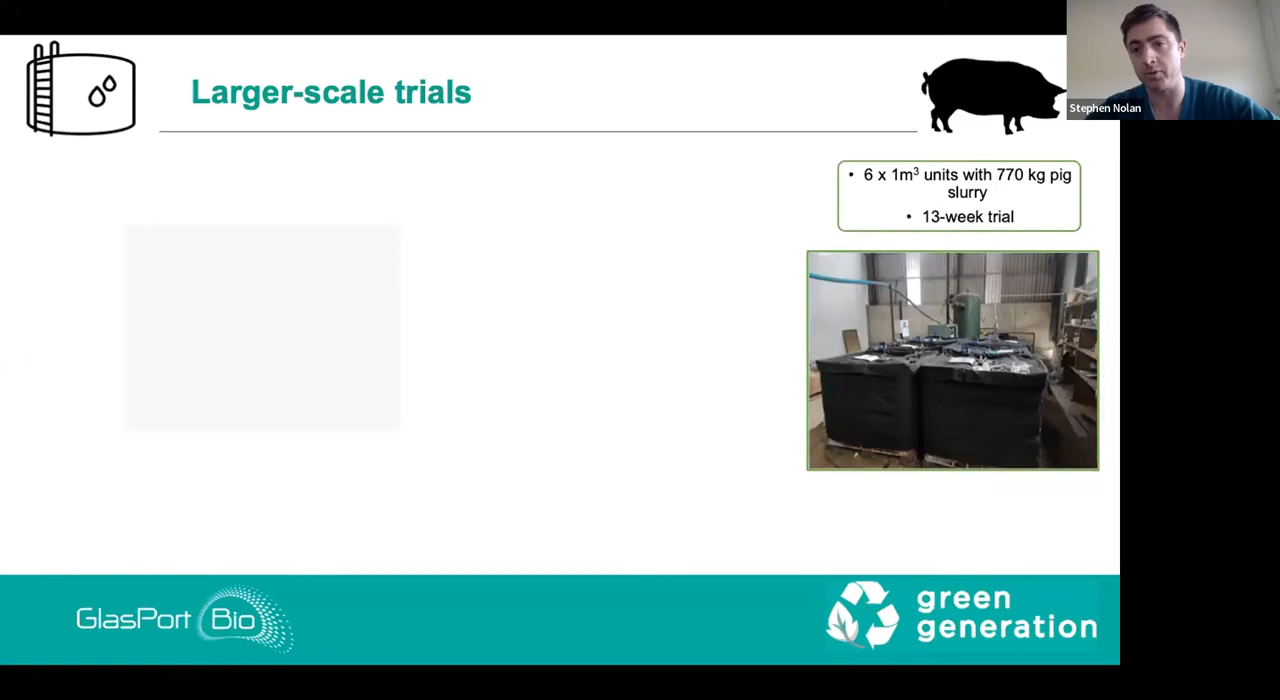 Larger-scale trials
Stephen Nolan
• 6 x 1m³ units with 770 kg pig
slurry
• 13-week trial
GlasPort Bio
green
generation